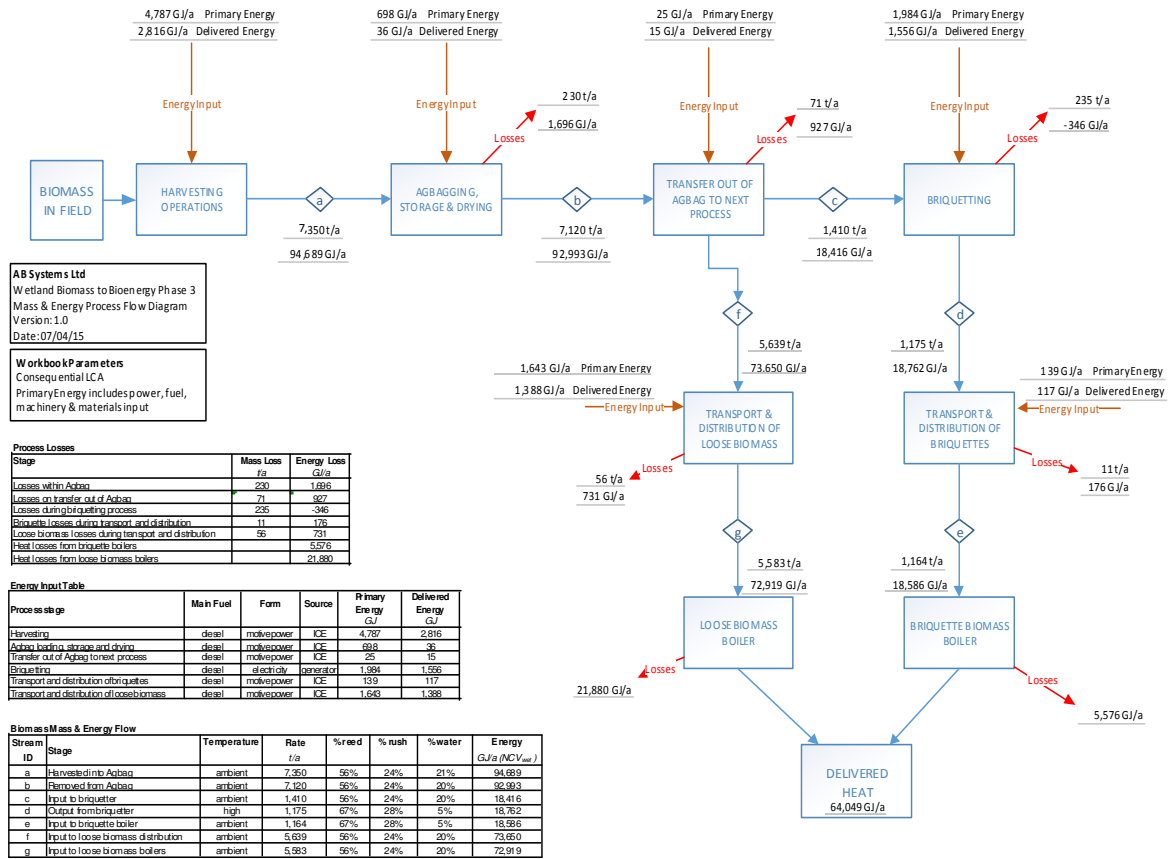 4,787 GJ/a Primary Energy
2,816 GJ/a Delivered Energy
698 GJ/a Primary Energy
36 GJ/a Delivered Energy
25 GJ/a Primary Energy
15 GJ/a Delivered Energy
1,984 GJ/a Primary Energy
1,556 GJ/a Delivered Energy
Energy Input
Energy Input
230 t/a
1,696 GJ/a
Losses
Energy Input
71 t/a
927 GJ/a
Losses
Energy Input
235 t/a
-346 GJ/a
Losses
BIOMASS
IN FIELD
HARVESTING
OPERATIONS
a
7,350 t/a
94,689 GJ/a
AGBAGGING,
STORAGE & DRYING
b
7,120 t/a
92,993 GJ/a
TRANSFER OUT OF
AGBAG TO NEXT
PROCESS
c
1,410 t/a
18,416 GJ/a
BRIQUETTING
AB Systems Ltd
Wetland Biomass to Bioenergy Phase 3
Mass & Energy Process Flow Diagram
Version: 1.0
Date: 07/04/15
Workbook Parameters
Consequential LCA
Primary Energy includes power, fuel,
machinery & materials input
f
5,639 t/a
73,650 GJ/a
d
1,175 t/a
18,762 GJ/a
1,643 GJ/a Primary Energy
1,388 GJ/a Delivered Energy
Energy Input
TRANSPORT &
DISTRIBUTION OF
LOOSE BIOMASS
Losses
56 t/a
731 GJ/a
139 GJ/a Primary Energy
117 GJ/a Delivered Energy
Energy Input
TRANSPORT &
DISTRIBUTION OF
BRIQUETTES
Losses
11 t/a
176 GJ/a
g
5,583 t/a
72,919 GJ/a
e
1,164 t/a
18,586 GJ/a
LOOSE BIOMASS
BOILER
Losses
21,880 GJ/a
BRIQUETTE BIOMASS
BOILER
Losses
5,576 GJ/a
DELIVERED
HEAT
64,049 GJ/a
Process Losses
Stage Mass Loss Energy Loss
t/a GJ/a
Losses within Agbag 230 1,696
Losses on transfer out of Agbag 71 927
Losses during briquetting process 235 -346
Briquette losses during transport and distribution 11 176
Loose biomass losses during transport and distribution 56 731
Heat losses from briquette boilers 5,576
Heat losses from loose biomass boilers 21,880
Energy Input Table
Process stage Main Fuel Form Source Primary Energy Delivered Energy
GJ GJ
Harvesting diesel motive power ICE 4,787 2,816
Agbag loading, storage and drying diesel motive power ICE 698 36
Transfer out of Agbag to next process diesel motive power ICE 25 15
Briquetting diesel electricity generator 1,984 1,556
Transport and distribution of briquettes diesel motive power ICE 139 117
Transport and distribution of loose biomass diesel motive power ICE 1,643 1,388
Biomass Mass & Energy Flow
Stream ID Stage Temperature Rate % reed % rush % water Energy
t/a GJ/a (NCVwet)
a Harvested into Agbag ambient 7,350 56% 24% 21% 94,689
b Removed from Agbag ambient 7,120 56% 24% 20% 92,993
c Input to briquetter ambient 1,410 56% 24% 20% 18,416
d Output from briquetter high 1,175 67% 28% 5% 18,762
e Input to briquette boiler ambient 1,164 67% 28% 5% 18,586
f Input to loose biomass distribution ambient 5,639 56% 24% 20% 73,650
g Input to loose biomass boilers ambient 5,583 56% 24% 20% 72,919